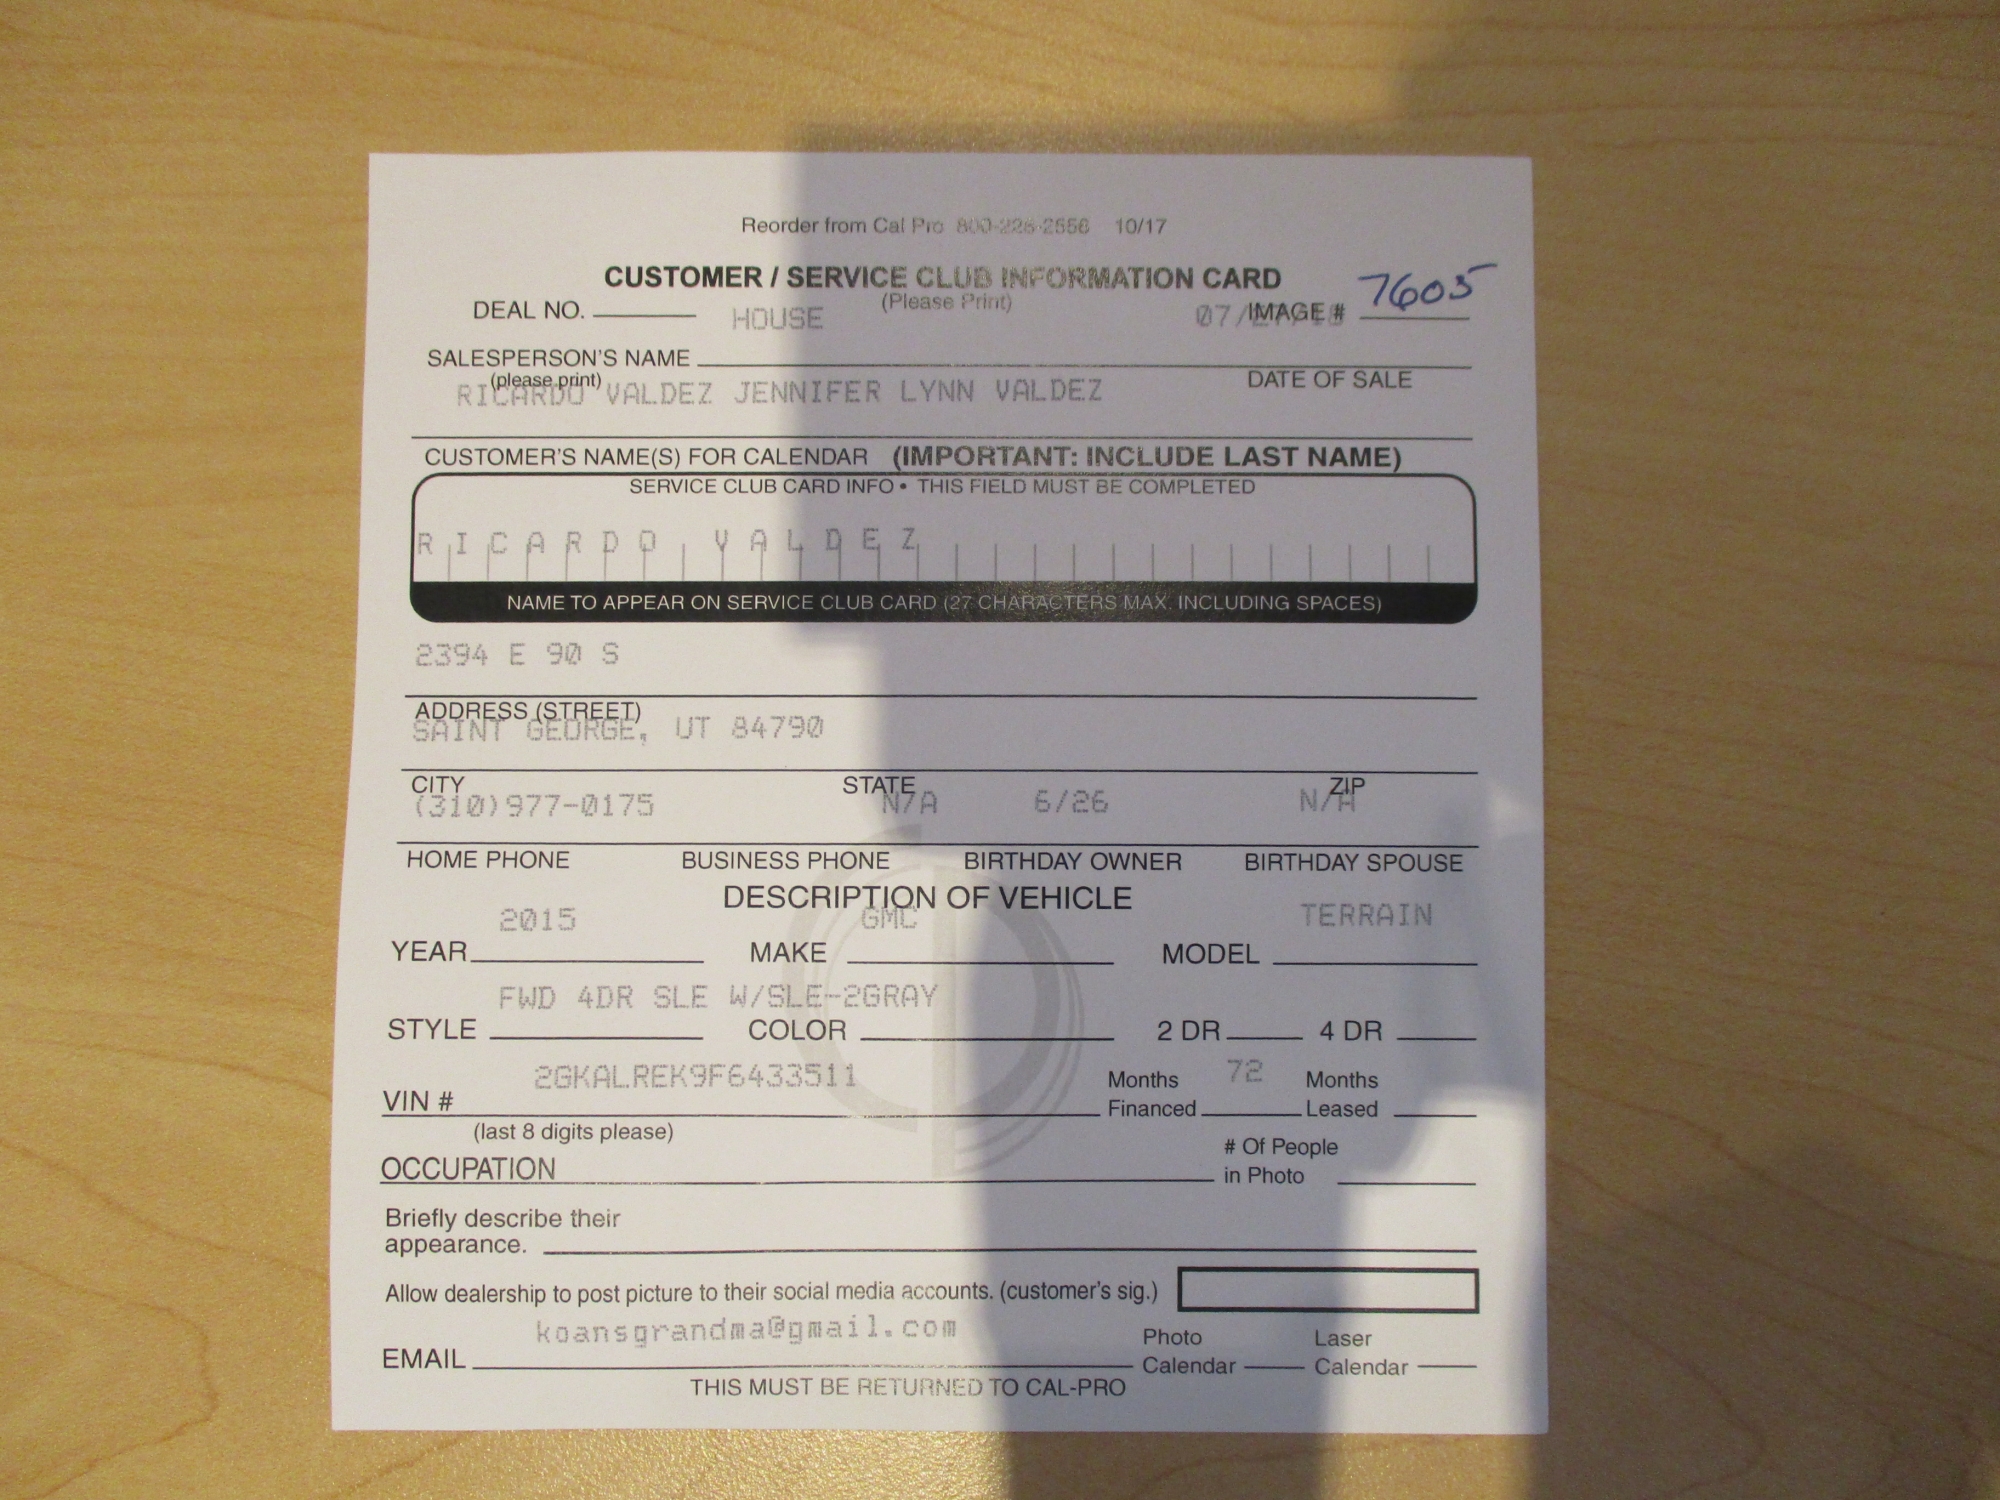 Reorder from Cal Pro 800-226-2556 10/17
CUSTOMER / SERVICE CLUB INFORMATION CARD
(Please Print)
DEAL NO. HOUSE IMAGE # 7605
SALESPERSON'S NAME
(please print) DATE OF SALE
RICARDO VALDEZ JENNIFER LYNN VALDEZ
CUSTOMER'S NAME(S) FOR CALENDAR (IMPORTANT: INCLUDE LAST NAME)
SERVICE CLUB CARD INFO • THIS FIELD MUST BE COMPLETED
RICARDO VALDEZ
NAME TO APPEAR ON SERVICE CLUB CARD (27 CHARACTERS MAX. INCLUDING SPACES)
2394 E 90 S
ADDRESS (STREET)
SAINT GEORGE, UT 84790
CITY STATE ZIP
(310)977-0175 N/A 6/26 N/A
HOME PHONE BUSINESS PHONE BIRTHDAY OWNER BIRTHDAY SPOUSE
DESCRIPTION OF VEHICLE
2015 GMC TERRAIN
YEAR MAKE MODEL
FWD 4DR SLE W/SLE-2GRAY
STYLE COLOR 2 DR 4 DR
2GKALREK9F6433511 72
VIN # Months Financed Months Leased
(last 8 digits please)
OCCUPATION # Of People in Photo
Briefly describe their
appearance.
Allow dealership to post picture to their social media accounts. (customer's sig.)
koansgrandma@gmail.com
EMAIL Photo Calendar Laser Calendar
THIS MUST BE RETURNED TO CAL-PRO